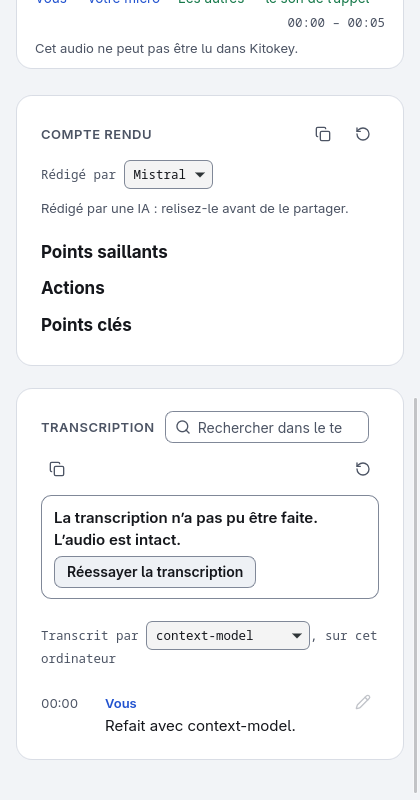 00:00 – 00:05
Cet audio ne peut pas être lu dans Kitokey.
COMPTE RENDU
Rédigé par Mistral
Rédigé par une IA : relisez-le avant de le partager.
Points saillants
Actions
Points clés
TRANSCRIPTION Rechercher dans le te
La transcription n’a pas pu être faite.
L’audio est intact.
Réessayer la transcription
Transcrit par context-model , sur cet
ordinateur
00:00 Vous
Refait avec context-model.